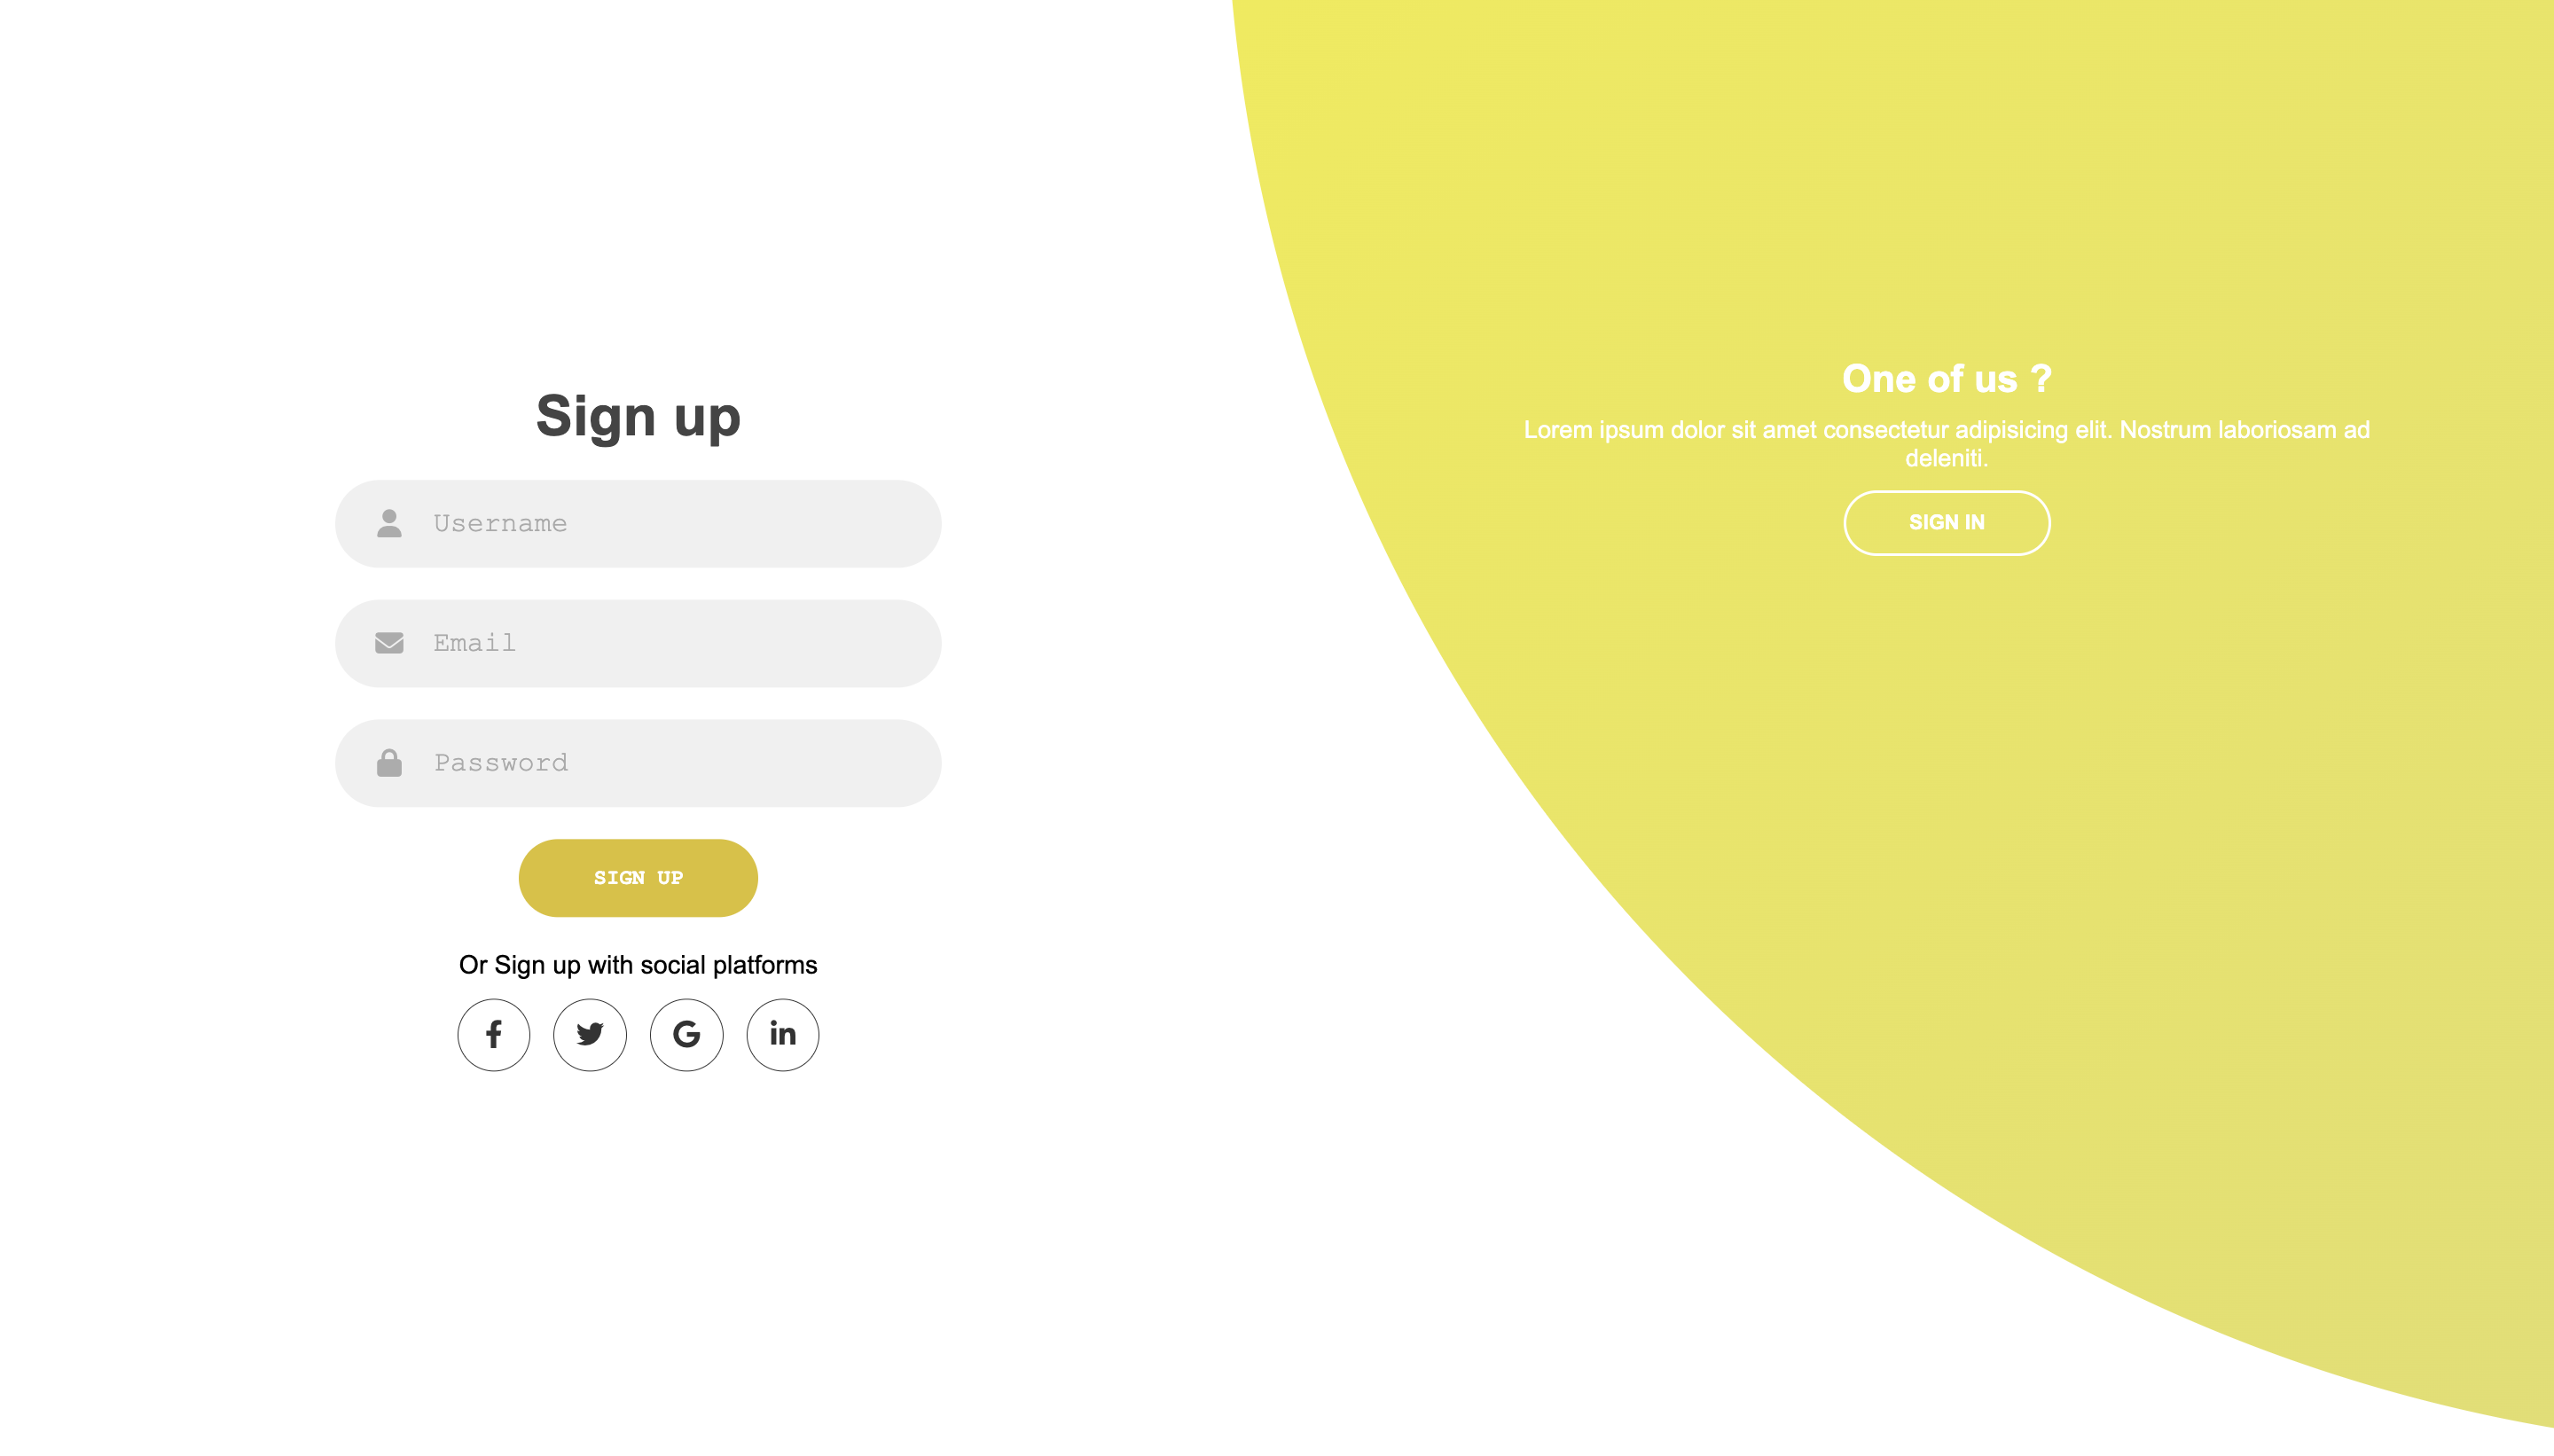 Sign up
Username
Email
Password
SIGN UP
Or Sign up with social platforms
One of us ?
Lorem ipsum dolor sit amet consectetur adipisicing elit. Nostrum laboriosam ad
deleniti.
SIGN IN